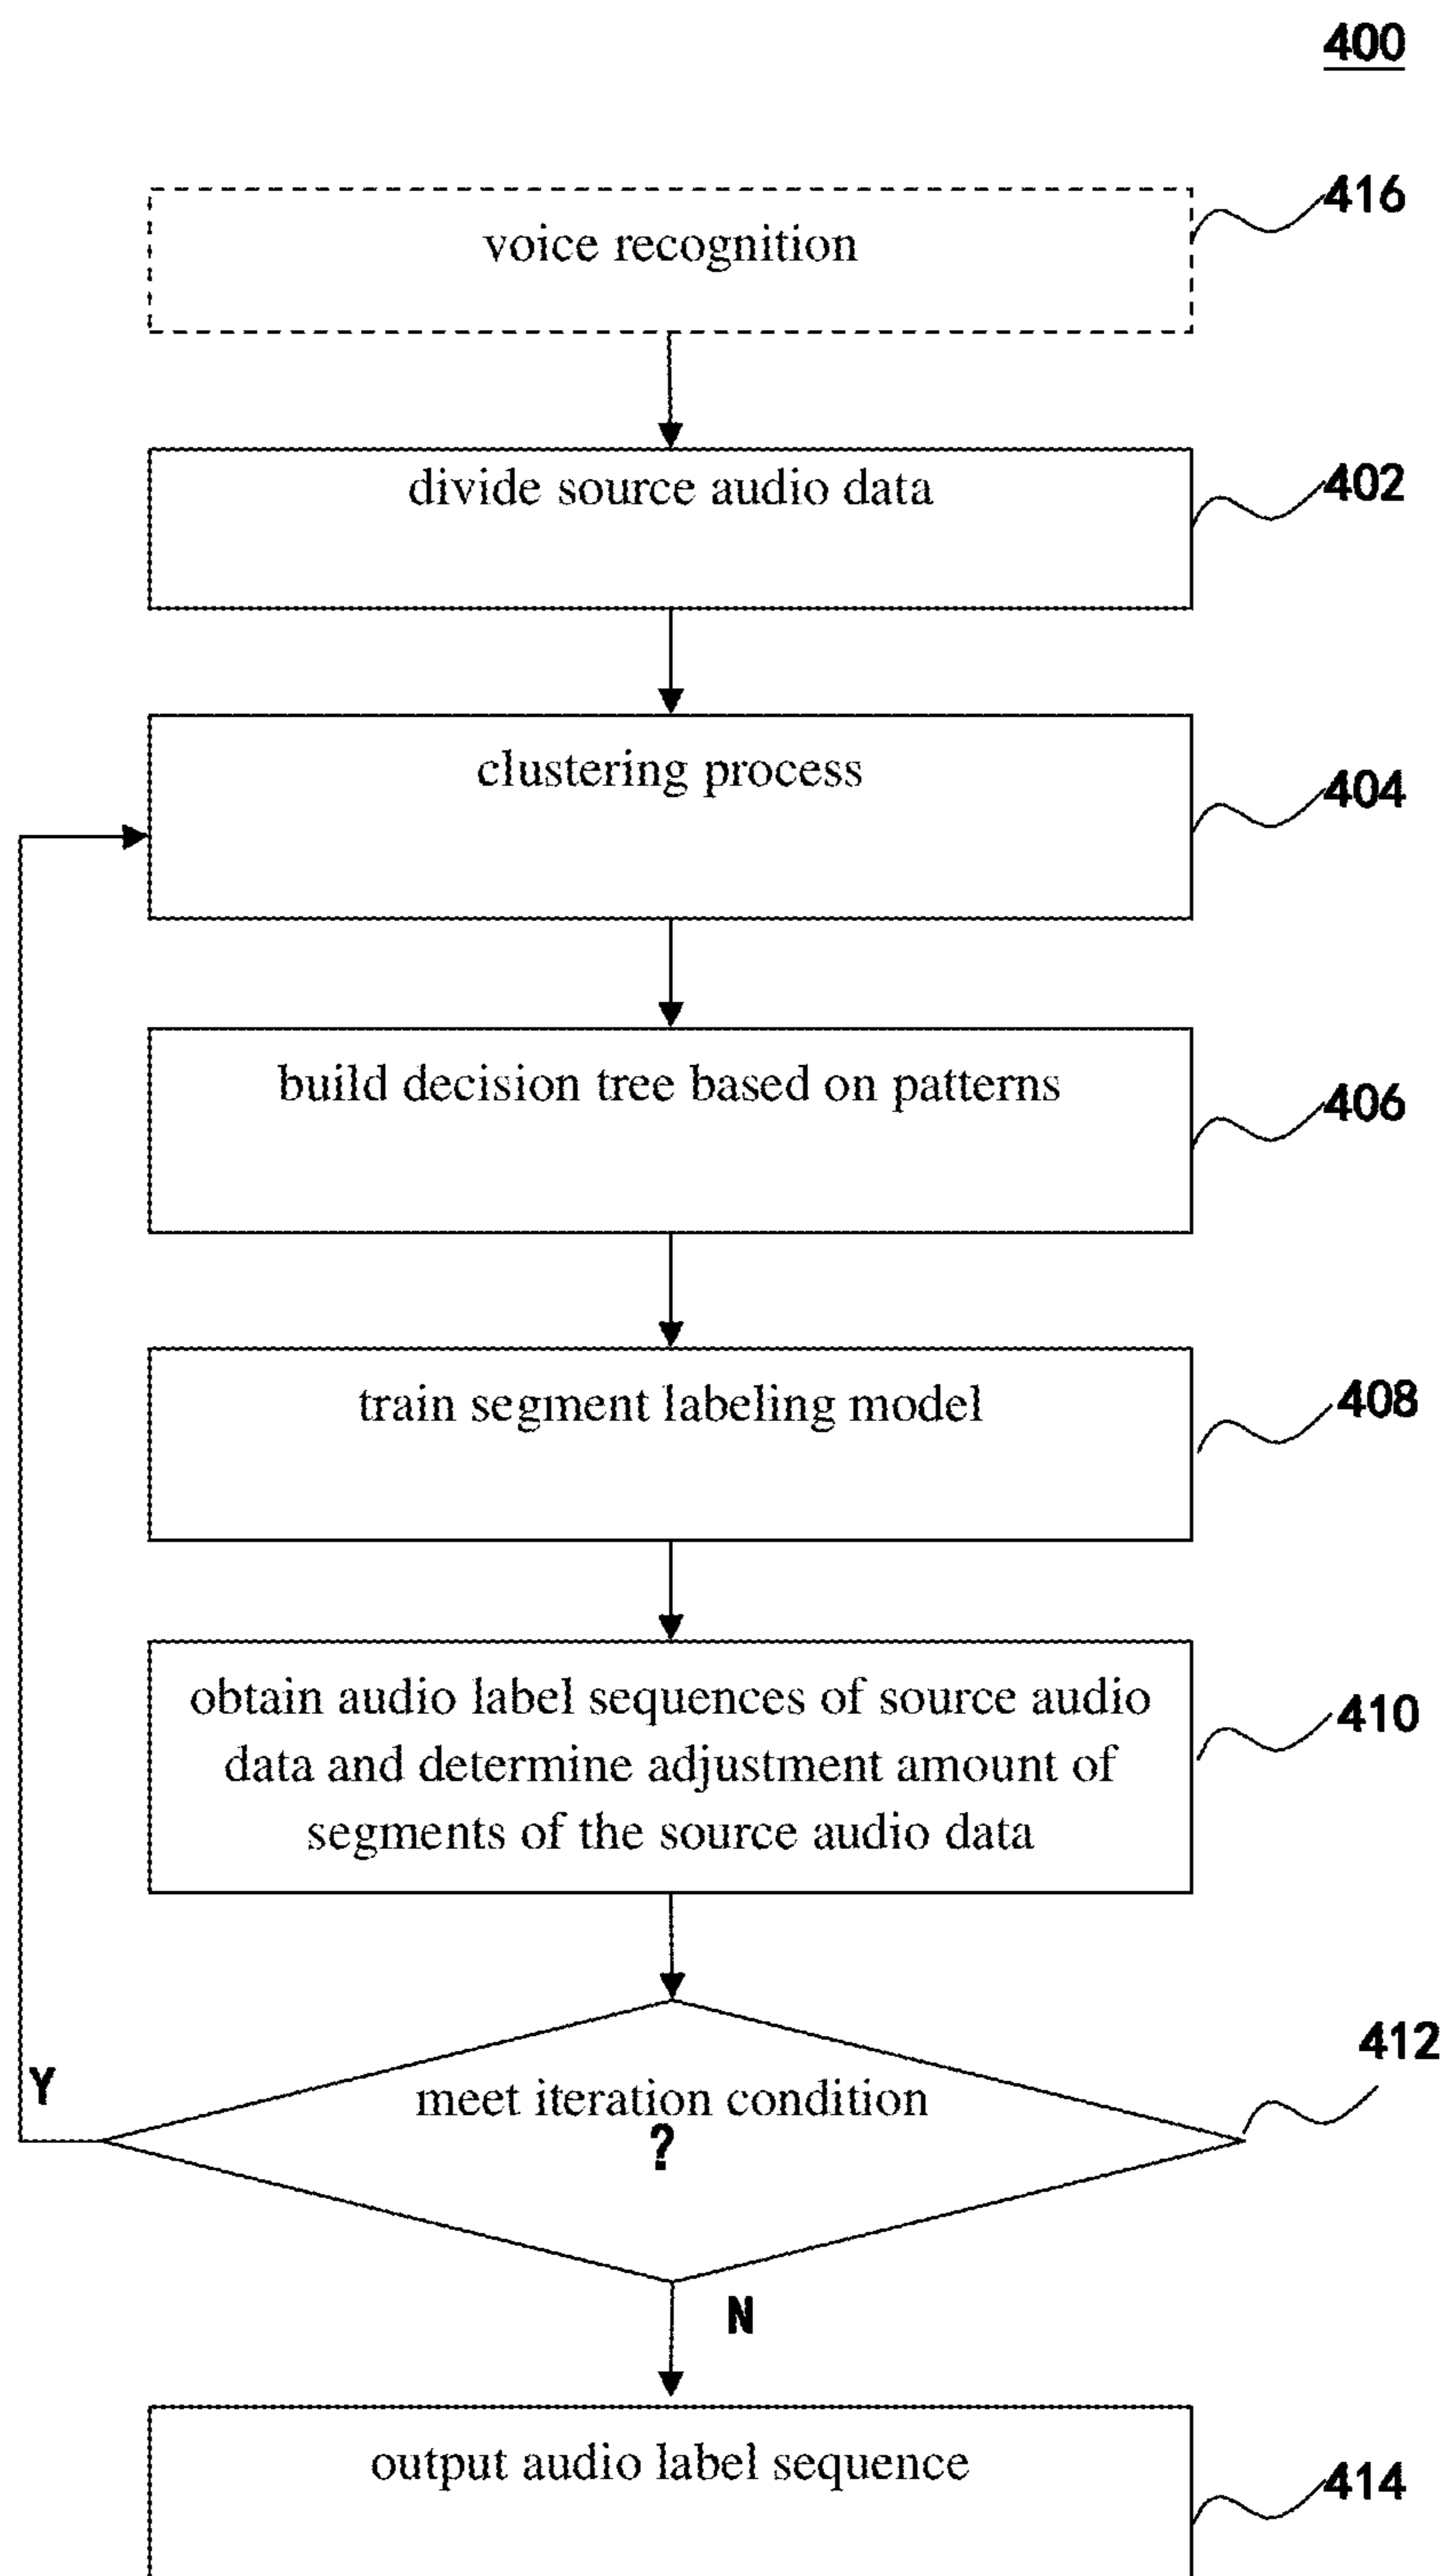 400
voice recognition
416
divide source audio data
402
clustering process
404
build decision tree based on patterns
406
train segment labeling model
408
obtain audio label sequences of source audio
data and determine adjustment amount of
segments of the source audio data
410
meet iteration condition
?
412
Y
N
output audio label sequence
414